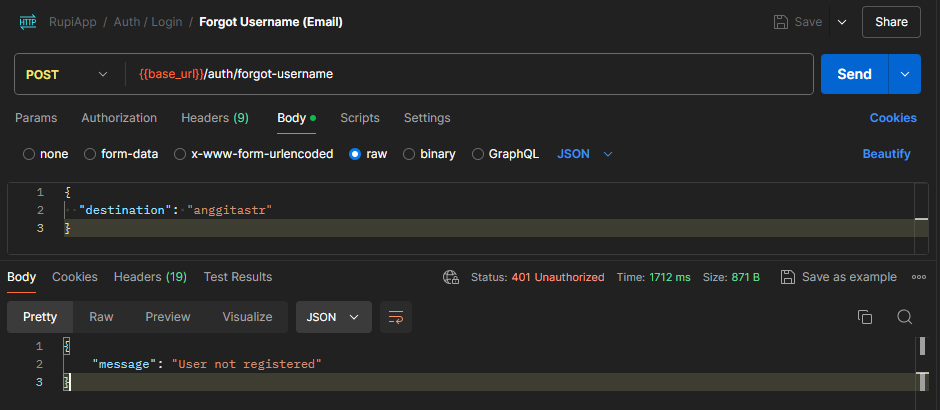 HTTP RupiApp / Auth / Login / Forgot Username (Email) Save Share
POST {{base_url}}/auth/forgot-username Send
Params Authorization Headers (9) Body Scripts Settings Cookies
none form-data x-www-form-urlencoded raw binary GraphQL JSON Beautify
1 {
2 "destination": "anggitastr"
3 }
Body Cookies Headers (19) Test Results Status: 401 Unauthorized Time: 1712 ms Size: 871 B Save as example
Pretty Raw Preview Visualize JSON
1 {
2 "message": "User not registered"
3 }